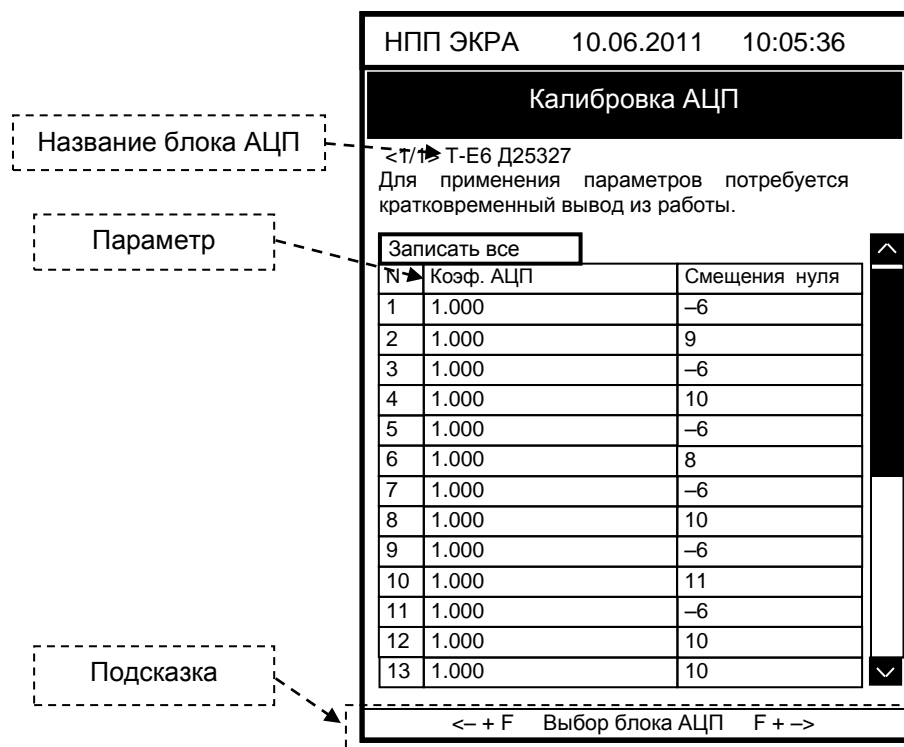 НПП ЭКРА 10.06.2011 10:05:36
Калибровка АЦП
Название блока АЦП
<1/1> Т-Е6 Д25327
Для применения параметров потребуется
кратковременный вывод из работы.
Параметр
Записать все
N Коэф. АЦП Смещения нуля
1 1.000 –6
2 1.000 9
3 1.000 –6
4 1.000 10
5 1.000 –6
6 1.000 8
7 1.000 –6
8 1.000 10
9 1.000 –6
10 1.000 11
11 1.000 –6
12 1.000 10
13 1.000 10
Подсказка
<– + F Выбор блока АЦП F + –>